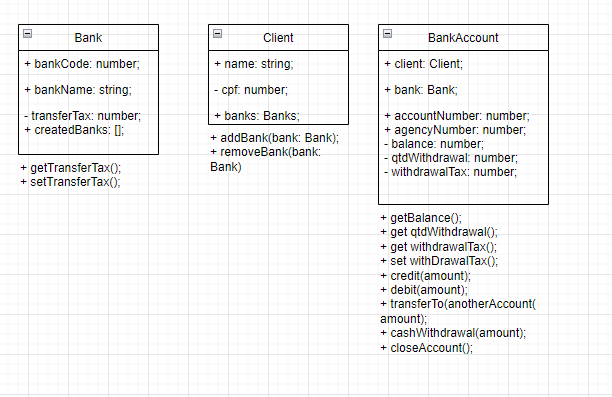 Bank
+ bankCode: number;
+ bankName: string;
- transferTax: number;
+ createdBanks: [];
+ getTransferTax();
+ setTransferTax();
Client
+ name: string;
- cpf: number;
+ banks: Banks;
+ addBank(bank: Bank);
+ removeBank(bank:
Bank)
BankAccount
+ client: Client;
+ bank: Bank;
+ accountNumber: number;
+ agencyNumber: number;
- balance: number;
- qtdWithdrawal: number;
- withdrawalTax: number;
+ getBalance();
+ get qtdWithdrawal();
+ get withdrawalTax();
+ set withDrawalTax();
+ credit(amount);
+ debit(amount);
+ transferTo(anotherAccount(
amount);
+ cashWithdrawal(amount);
+ closeAccount();